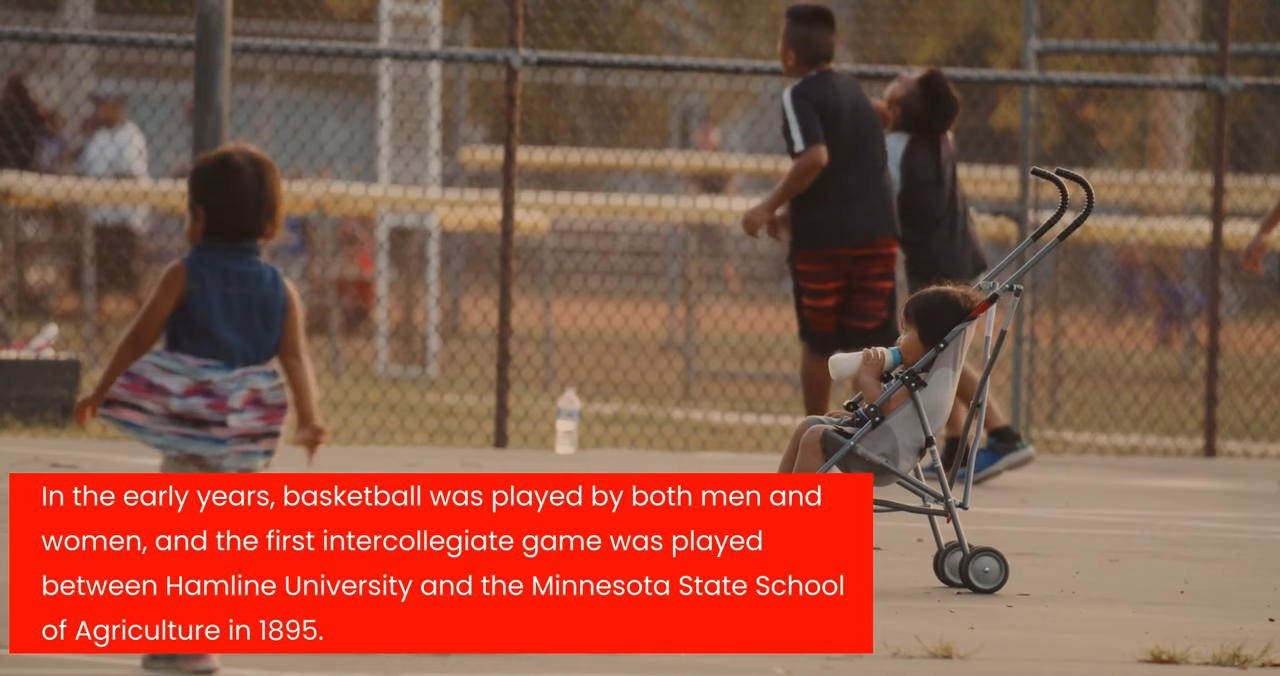 In the early years, basketball was played by both men and
women, and the first intercollegiate game was played
between Hamline University and the Minnesota State School
of Agriculture in 1895.